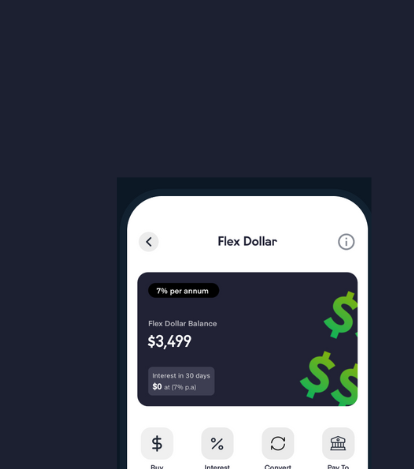 Flex Dollar
7% per annum
Flex Dollar Balance
$3,499
Interest in 30 days
$0 at (7% p.a)
Buy Interest Convert Pay To